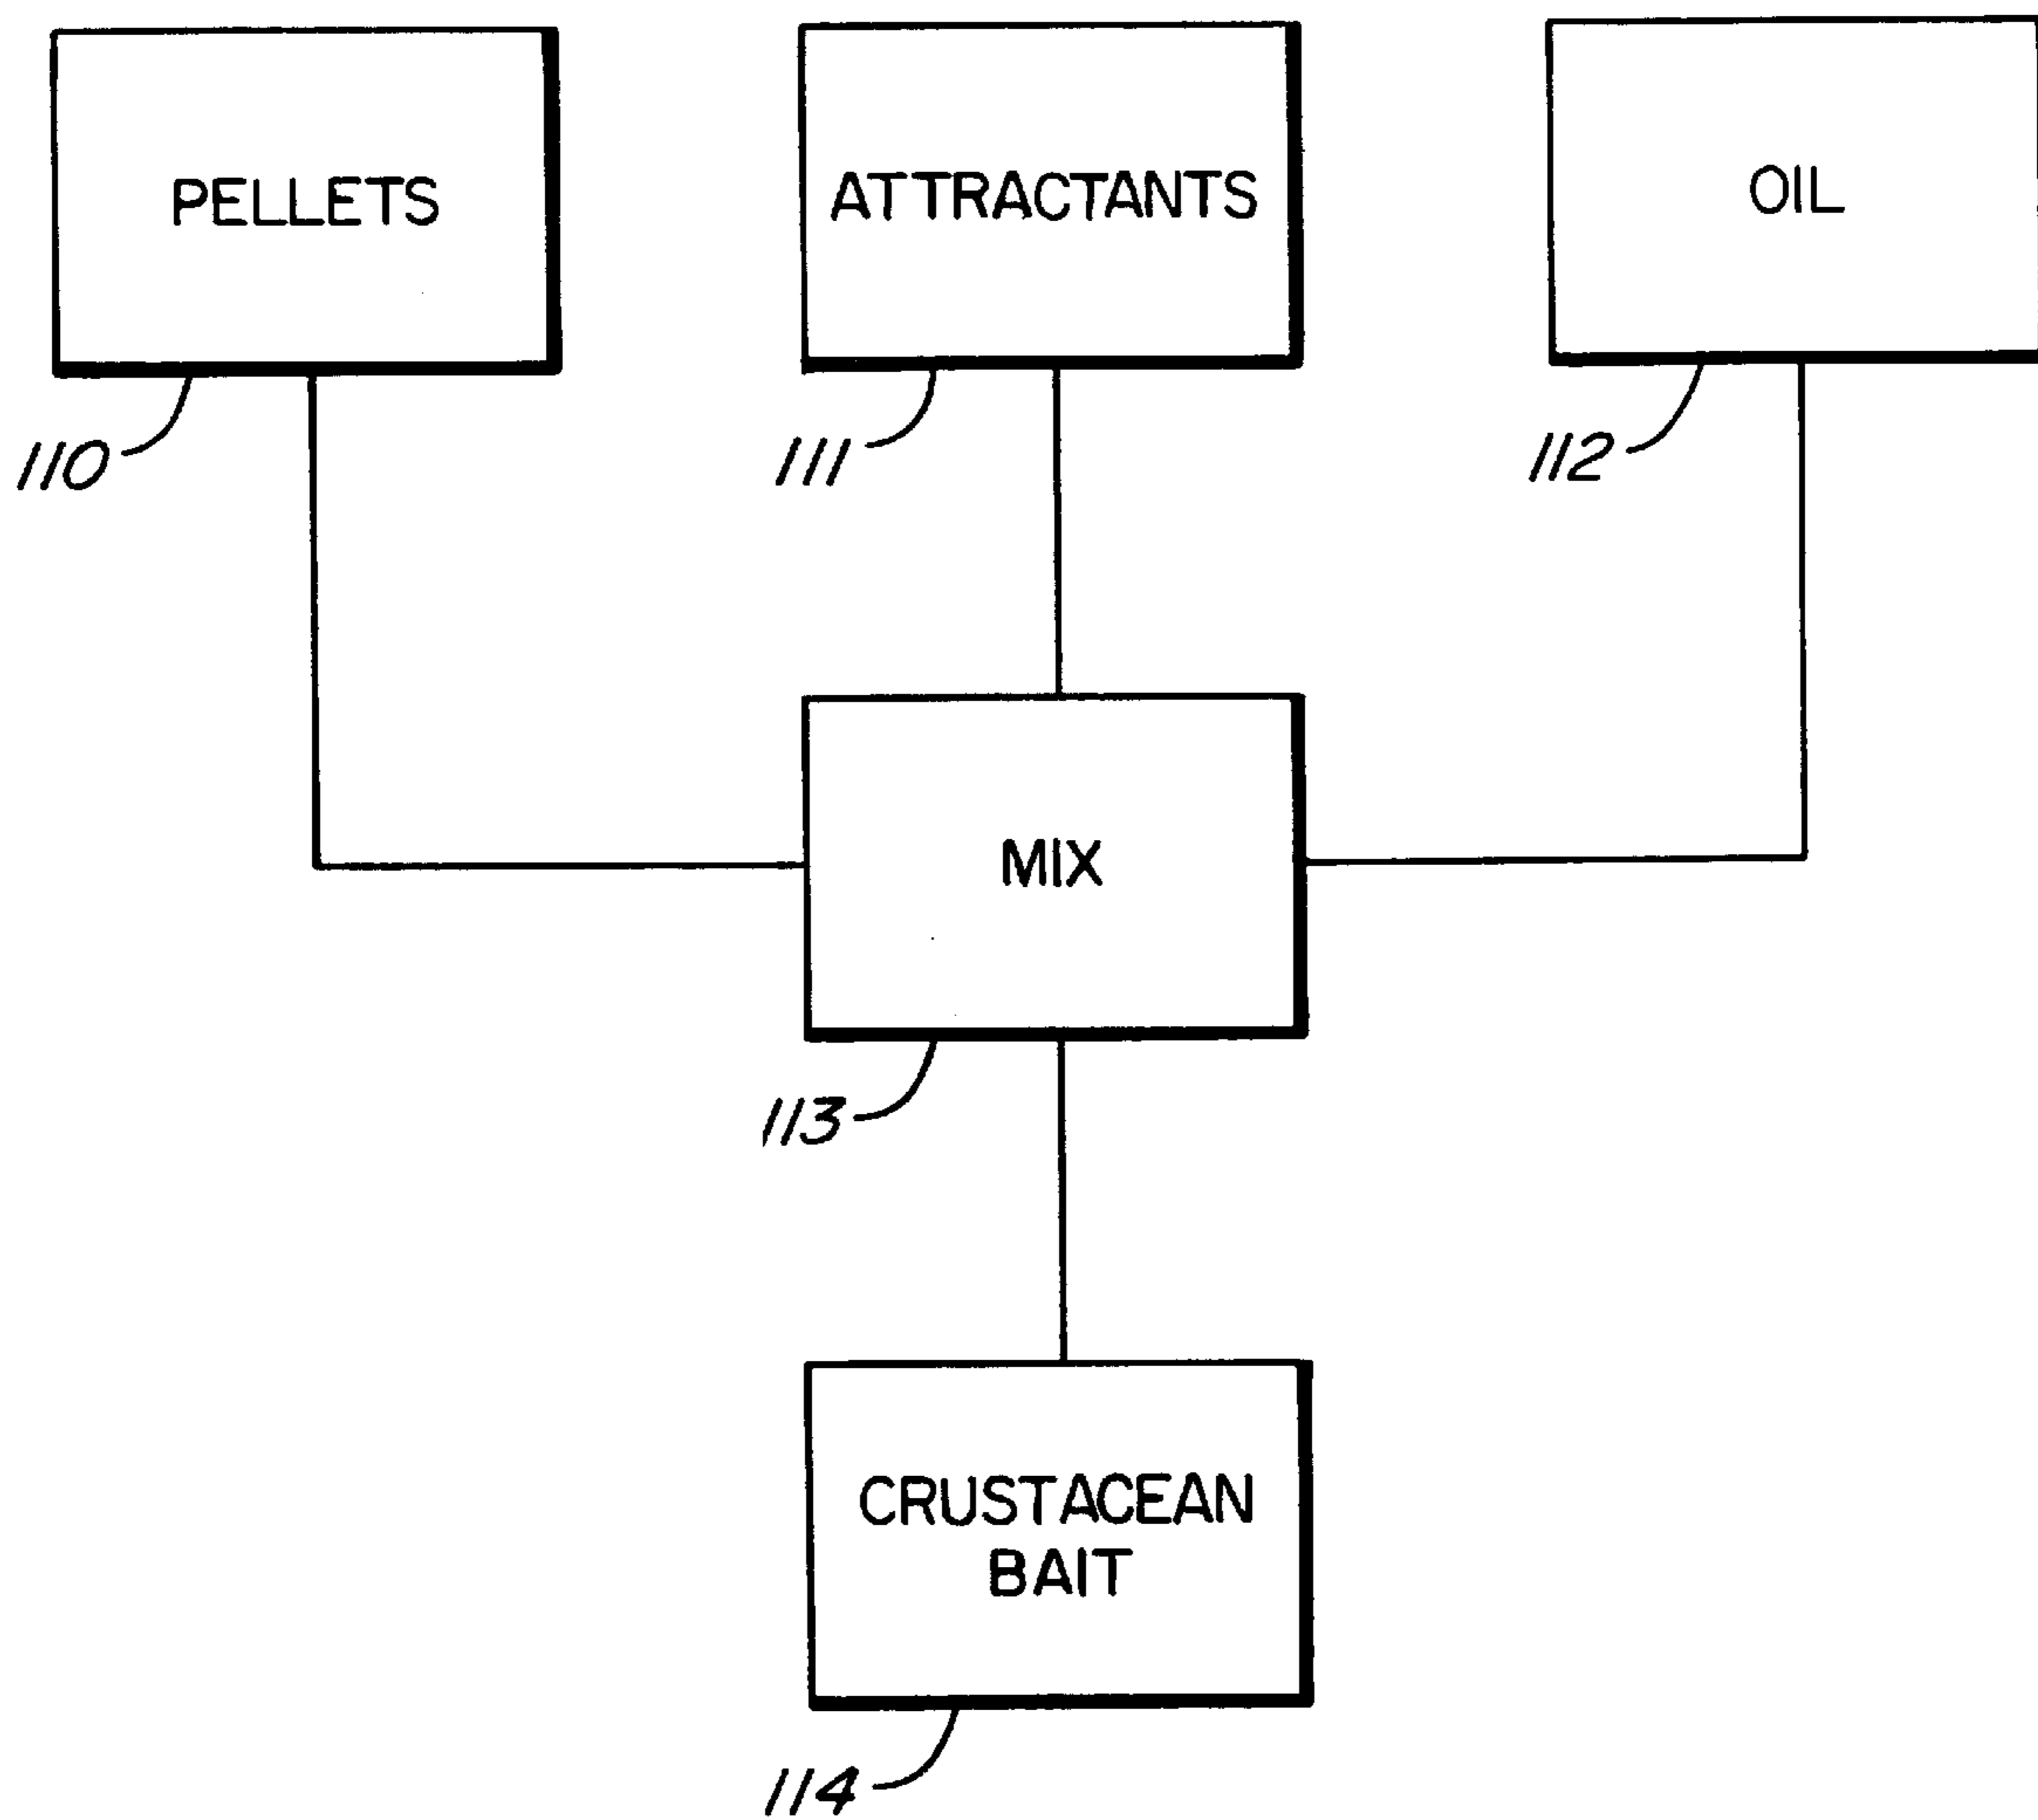 PELLETS
ATTRACTANTS
OIL
110
111
112
MIX
113
CRUSTACEAN
BAIT
114